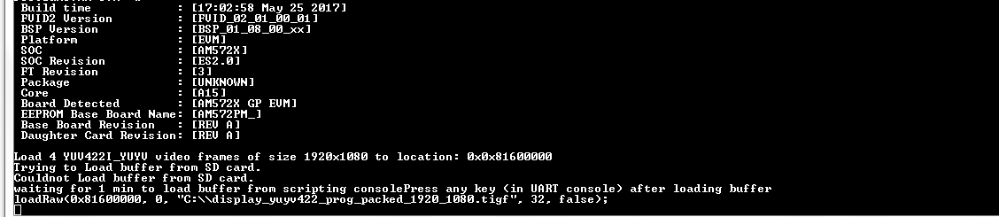 Build time : [17:02:58 May 25 2017]
FVID2 Version : [FVID_02_01_00_01]
BSP Version : [BSP_01_08_00_xx]
Platform : [EVM]
SOC : [AM572X]
SOC Revision : [ES2.0]
FT Revision : [3]
Package : [UNKNOWN]
Core : [A15]
Board Detected : [AM572X GP EVM]
EEPROM Base Board Name: [AM572PM_]
Base Board Revision : [REV A]
Daughter Card Revision: [REV A]
Load 4 YUV422I_YUYV video frames of size 1920x1080 to location: 0x0x81600000
Trying to Load buffer from SD card.
Couldnot Load buffer from SD card.
waiting for 1 min to load buffer from scripting consolePress any key (in UART console) after loading buffer
loadRaw(0x81600000, 0, "C:\\display_yuyv422_prog_packed_1920_1080.tigf", 32, false);